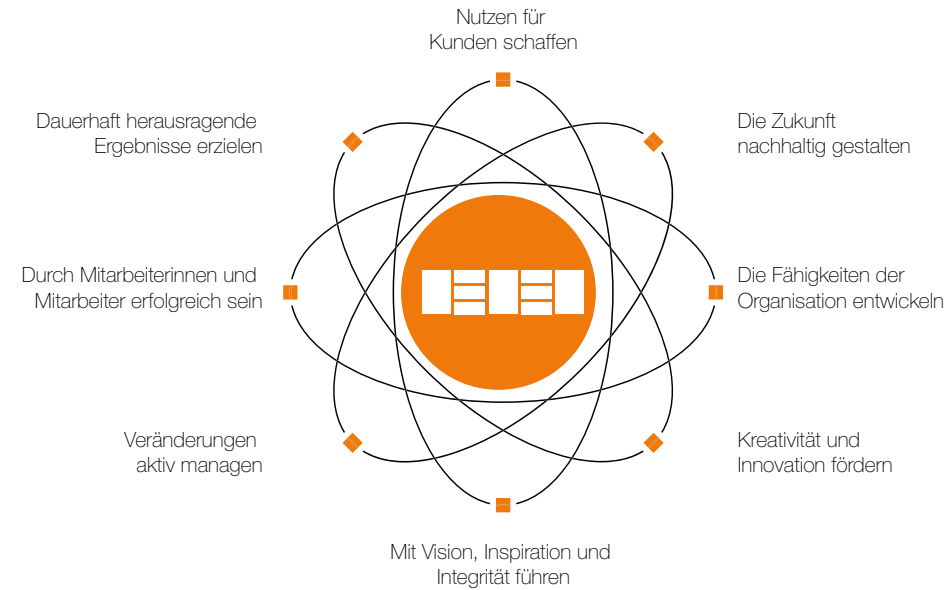 Nutzen für
Kunden schaffen
Dauerhaft herausragende
Ergebnisse erzielen
Die Zukunft
nachhaltig gestalten
Durch Mitarbeiterinnen und
Mitarbeiter erfolgreich sein
Die Fähigkeiten der
Organisation entwickeln
Veränderungen
aktiv managen
Kreativität und
Innovation fördern
Mit Vision, Inspiration und
Integrität führen